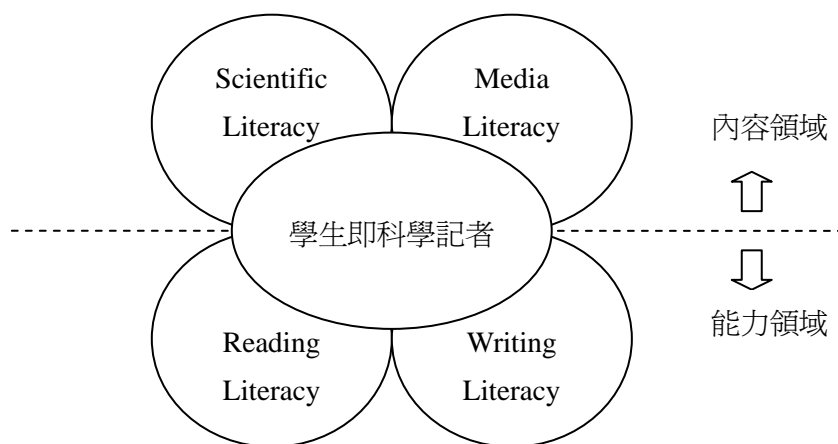 Scientific
Literacy
Media
Literacy
內容領域
學生即科學記者
能力領域
Reading
Literacy
Writing
Literacy